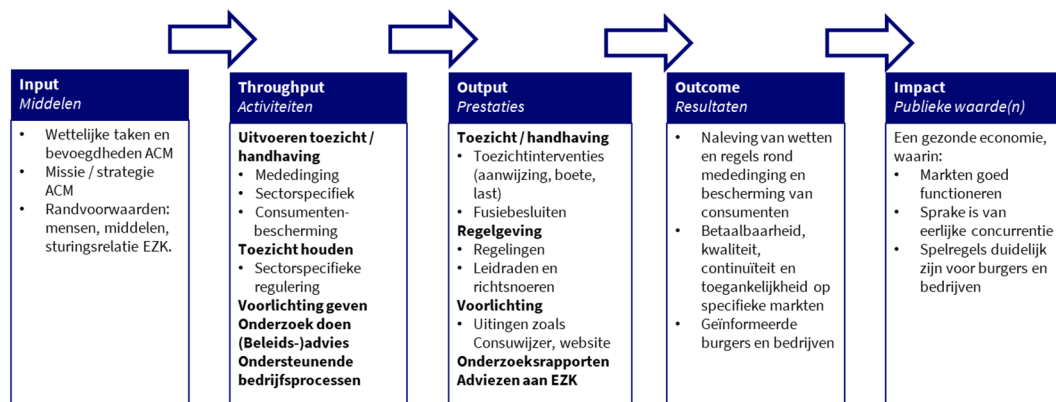 Input
Middelen
• Wettelijke taken en
bevoegdheden ACM
• Missie / strategie
ACM
• Randvoorwaarden:
mensen, middelen,
sturingsrelatie EZK.
Throughput
Activiteiten
Uitvoeren toezicht /
handhaving
• Mededinging
• Sectorspecifiek
• Consumenten-
bescherming
Toezicht houden
• Sectorspecifieke
regulering
Voorlichting geven
Onderzoek doen
(Beleids-)advies
Ondersteunende
bedrijfsprocessen
Output
Prestaties
Toezicht / handhaving
• Toezichtinterventies
(aanwijzing, boete,
last)
• Fusiebesluiten
Regelgeving
• Regelingen
• Leidraden en
richtsnoeren
Voorlichting
• Uitingen zoals
Consuwijzer, website
Onderzoeksrapporten
Adviezen aan EZK
Outcome
Resultaten
• Naleving van wetten
en regels rond
mededinging en
bescherming van
consumenten
• Betaalbaarheid,
kwaliteit,
continuïteit en
toegankelijkheid op
specifieke markten
• Geïnformeerde
burgers en bedrijven
Impact
Publieke waarde(n)
Een gezonde economie,
waarin:
• Markten goed
functioneren
• Sprake is van
eerlijke concurrentie
• Spelregels duidelijk
zijn voor burgers en
bedrijven